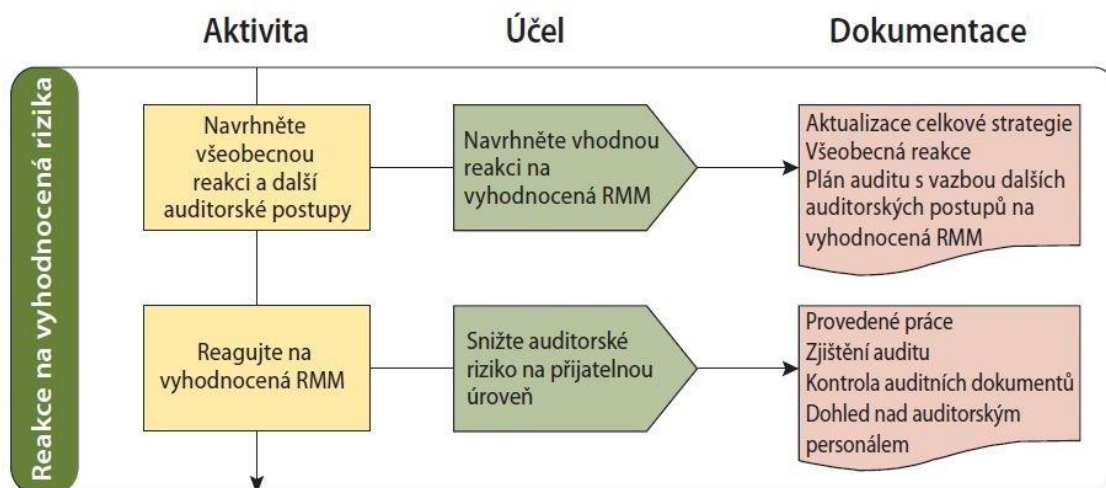 Aktivita
Účel
Dokumentace
Reakce na vyhodnocená rizika
Navrhněte
všeobecnou
reakci a další
auditorské postupy
Navrhněte vhodnou
reakci na
vyhodnocená RMM
Aktualizace celkové strategie
Všeobecná reakce
Plán auditu s vazbou dalších
auditorských postupů na
vyhodnocená RMM
Reagujte na
vyhodnocená RMM
Snižte auditorské
riziko na přijatelnou
úroveň
Provedené práce
Zjištění auditu
Kontrola auditních dokumentů
Dohled nad auditorským
personálem